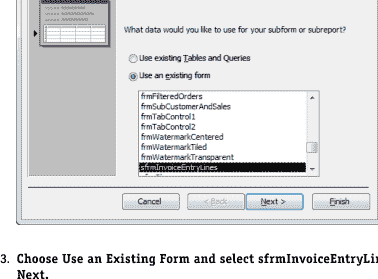 What data would you like to use for your subform or subreport?
Use existing Tables and Queries
Use an existing form
frmFilteredOrders
frmSubCustomerAndSales
frmTabControl1
frmTabControl2
frmWatermarkCentered
frmWatermarkTiled
frmWatermarkTransparent
sfrmInvoiceEntryLines
Cancel
< Back
Next >
Finish
3. Choose Use an Existing Form and select sfrmInvoiceEntryLi
Next.